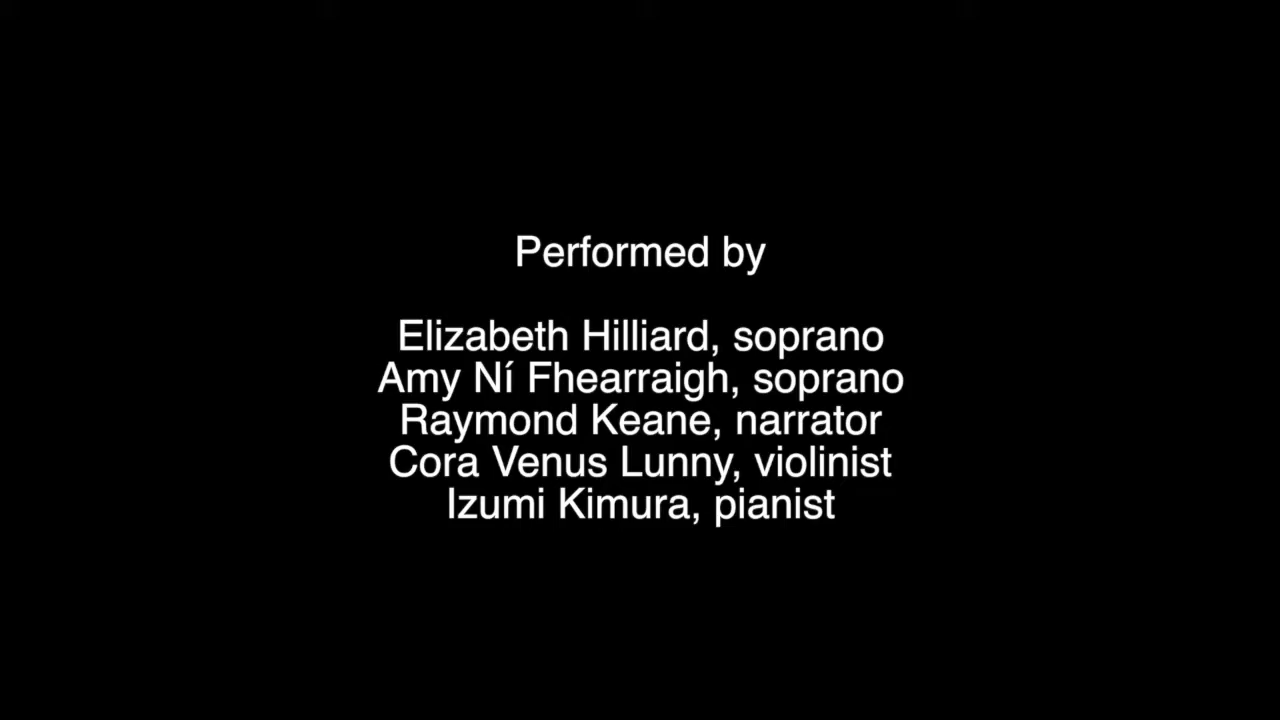 Performed by
Elizabeth Hilliard, soprano
Amy Ní Fhearraigh, soprano
Raymond Keane, narrator
Cora Venus Lunny, violinist
Izumi Kimura, pianist